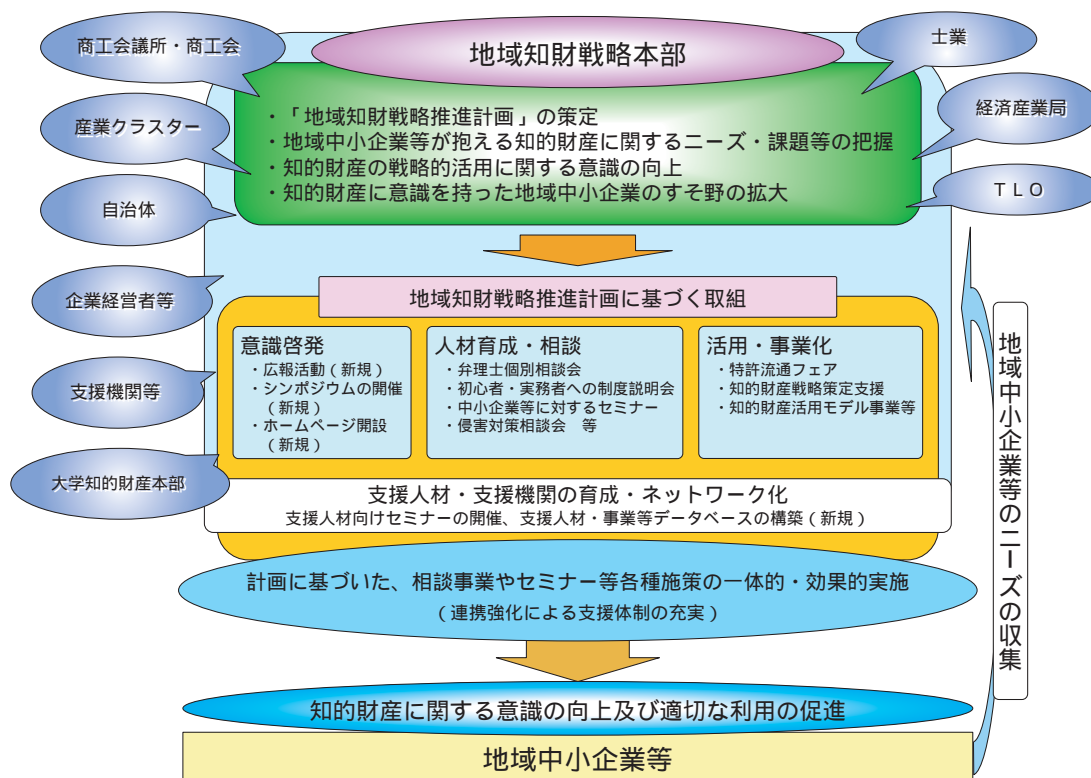 地域知財戦略本部
商工会議所・商工会
産業クラスター
自治体
企業経営者等
支援機関等
大学知的財産本部
士業
経済産業局
ＴＬＯ
・「地域知財戦略推進計画」の策定
・地域中小企業等が抱える知的財産に関するニーズ・課題等の把握
・知的財産の戦略的活用に関する意識の向上
・知的財産に意識を持った地域中小企業のすそ野の拡大
地域知財戦略推進計画に基づく取組
意識啓発
・広報活動（新規）
・シンポジウムの開催
（新規）
・ホームページ開設
（新規）
人材育成・相談
・弁理士個別相談会
・初心者・実務者への制度説明会
・中小企業等に対するセミナー
・侵害対策相談会　等
活用・事業化
・特許流通フェア
・知的財産戦略策定支援
・知的財産活用モデル事業等
支援人材・支援機関の育成・ネットワーク化
支援人材向けセミナーの開催、支援人材・事業等データベースの構築（新規）
計画に基づいた、相談事業やセミナー等各種施策の一体的・効果的実施
（連携強化による支援体制の充実）
知的財産に関する意識の向上及び適切な利用の促進
地域中小企業等
地域中小企業等のニーズの収集